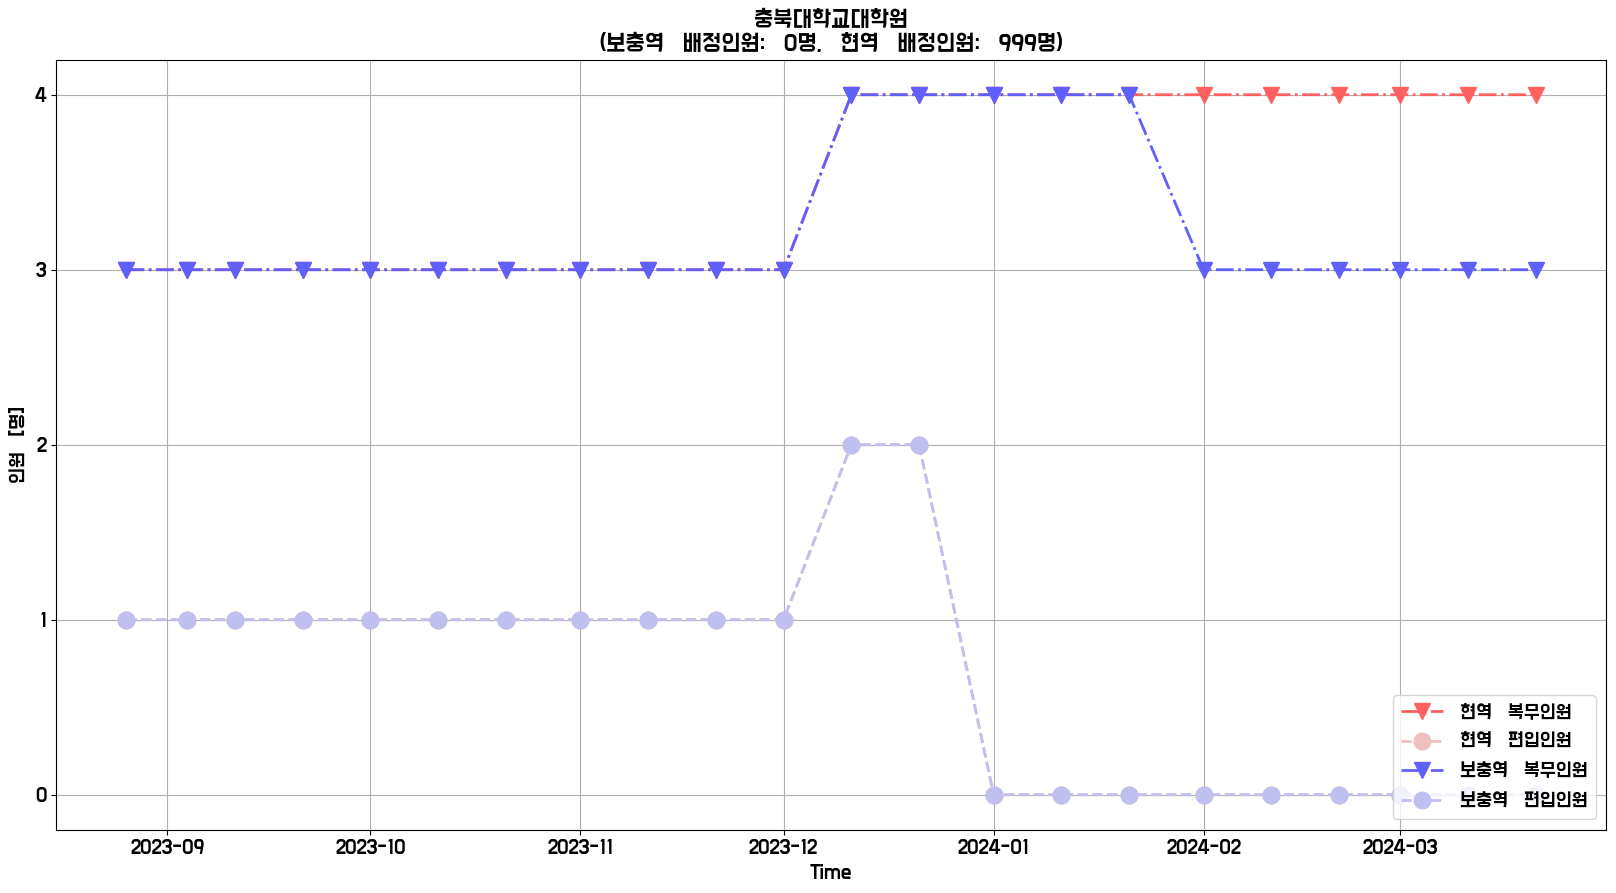 충북대학교대학원
(보충역 배정인원: 0명, 현역 배정인원: 999명)
4
3
2
1
0
인원 [명]
2023-09 2023-10 2023-11 2023-12 2024-01 2024-02 2024-03
Time
현역 복무인원
현역 편입인원
보충역 복무인원
보충역 편입인원